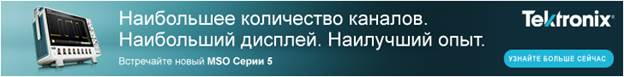 Наибольшее количество каналов.
Наибольший дисплей. Наилучший опыт.
Встречайте новый MSO Серии 5
Tektronix®
УЗНАЙТЕ БОЛЬШЕ СЕЙЧАС